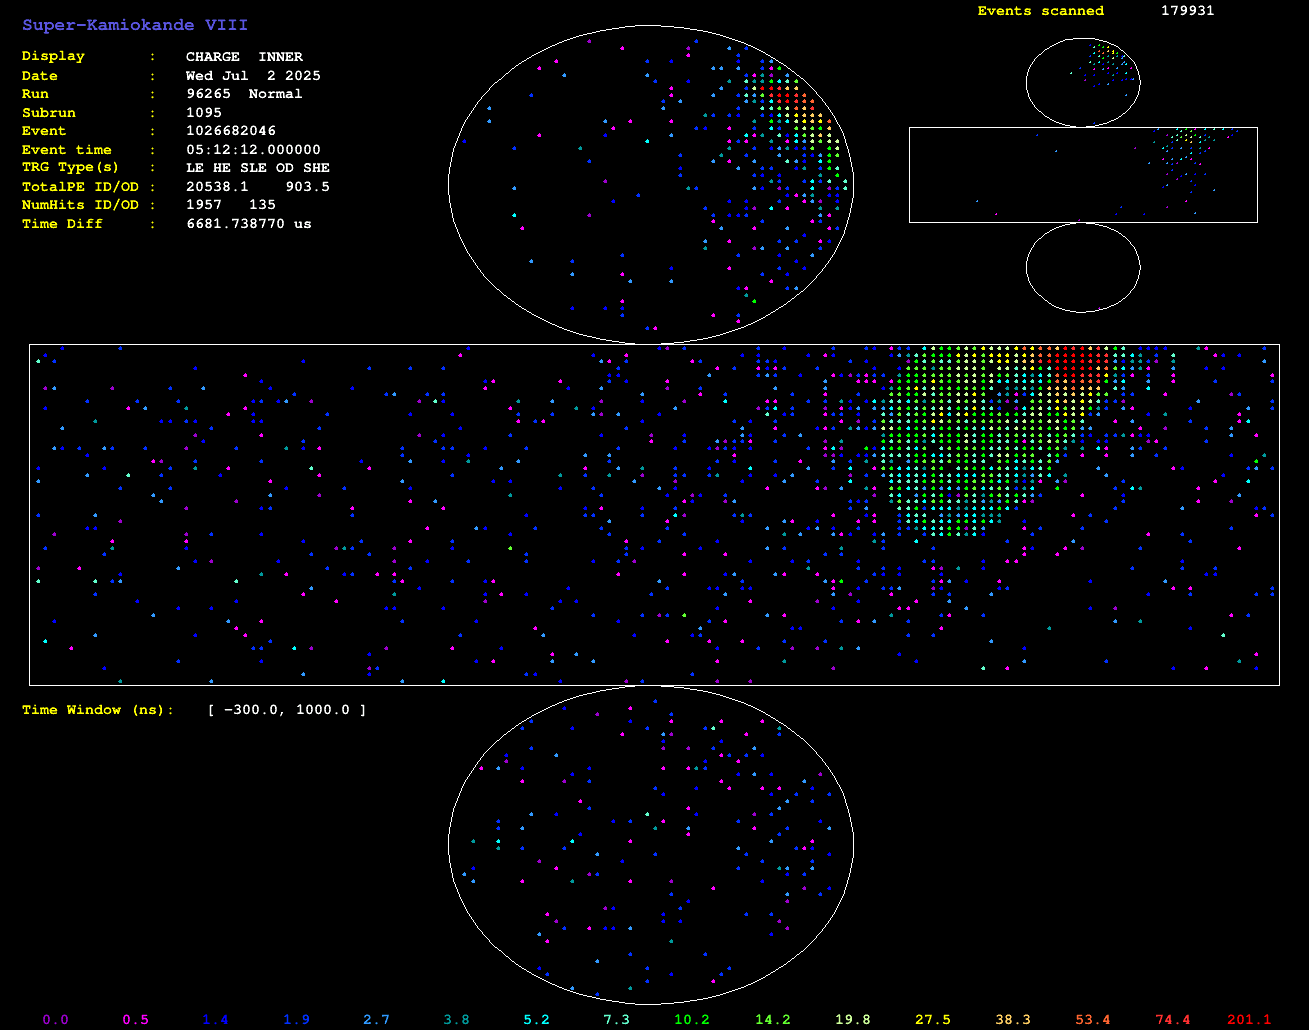 Super-Kamiokande VIII
Events scanned 179931
Display : CHARGE INNER
Date : Wed Jul 2 2025
Run : 96265 Normal
Subrun : 1095
Event : 1026682046
Event time : 05:12:12.000000
TRG Type(s) : LE HE SLE OD SHE
TotalPE ID/OD : 20538.1 903.5
NumHits ID/OD : 1957 135
Time Diff : 6681.738770 us
Time Window (ns): [ -300.0, 1000.0 ]
0.0 0.5 1.4 1.9 2.7 3.8 5.2 7.3 10.2 14.2 19.8 27.5 38.3 53.4 74.4 201.1